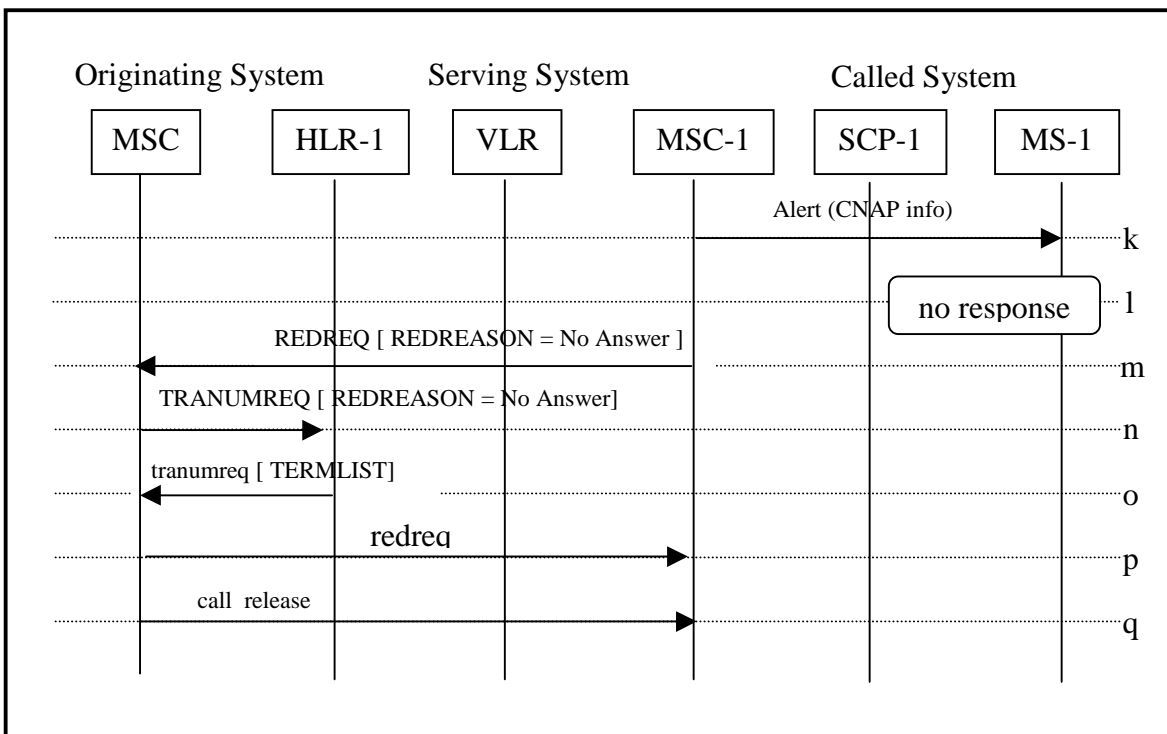 Originating System Serving System Called System
MSC HLR-1 VLR MSC-1 SCP-1 MS-1
Alert (CNAP info)
k
no response
l
REDREQ [ REDREASON = No Answer ]
m
TRANUMREQ [ REDREASON = No Answer]
n
tranumreq [ TERMLIST]
o
redreq
p
call release
q